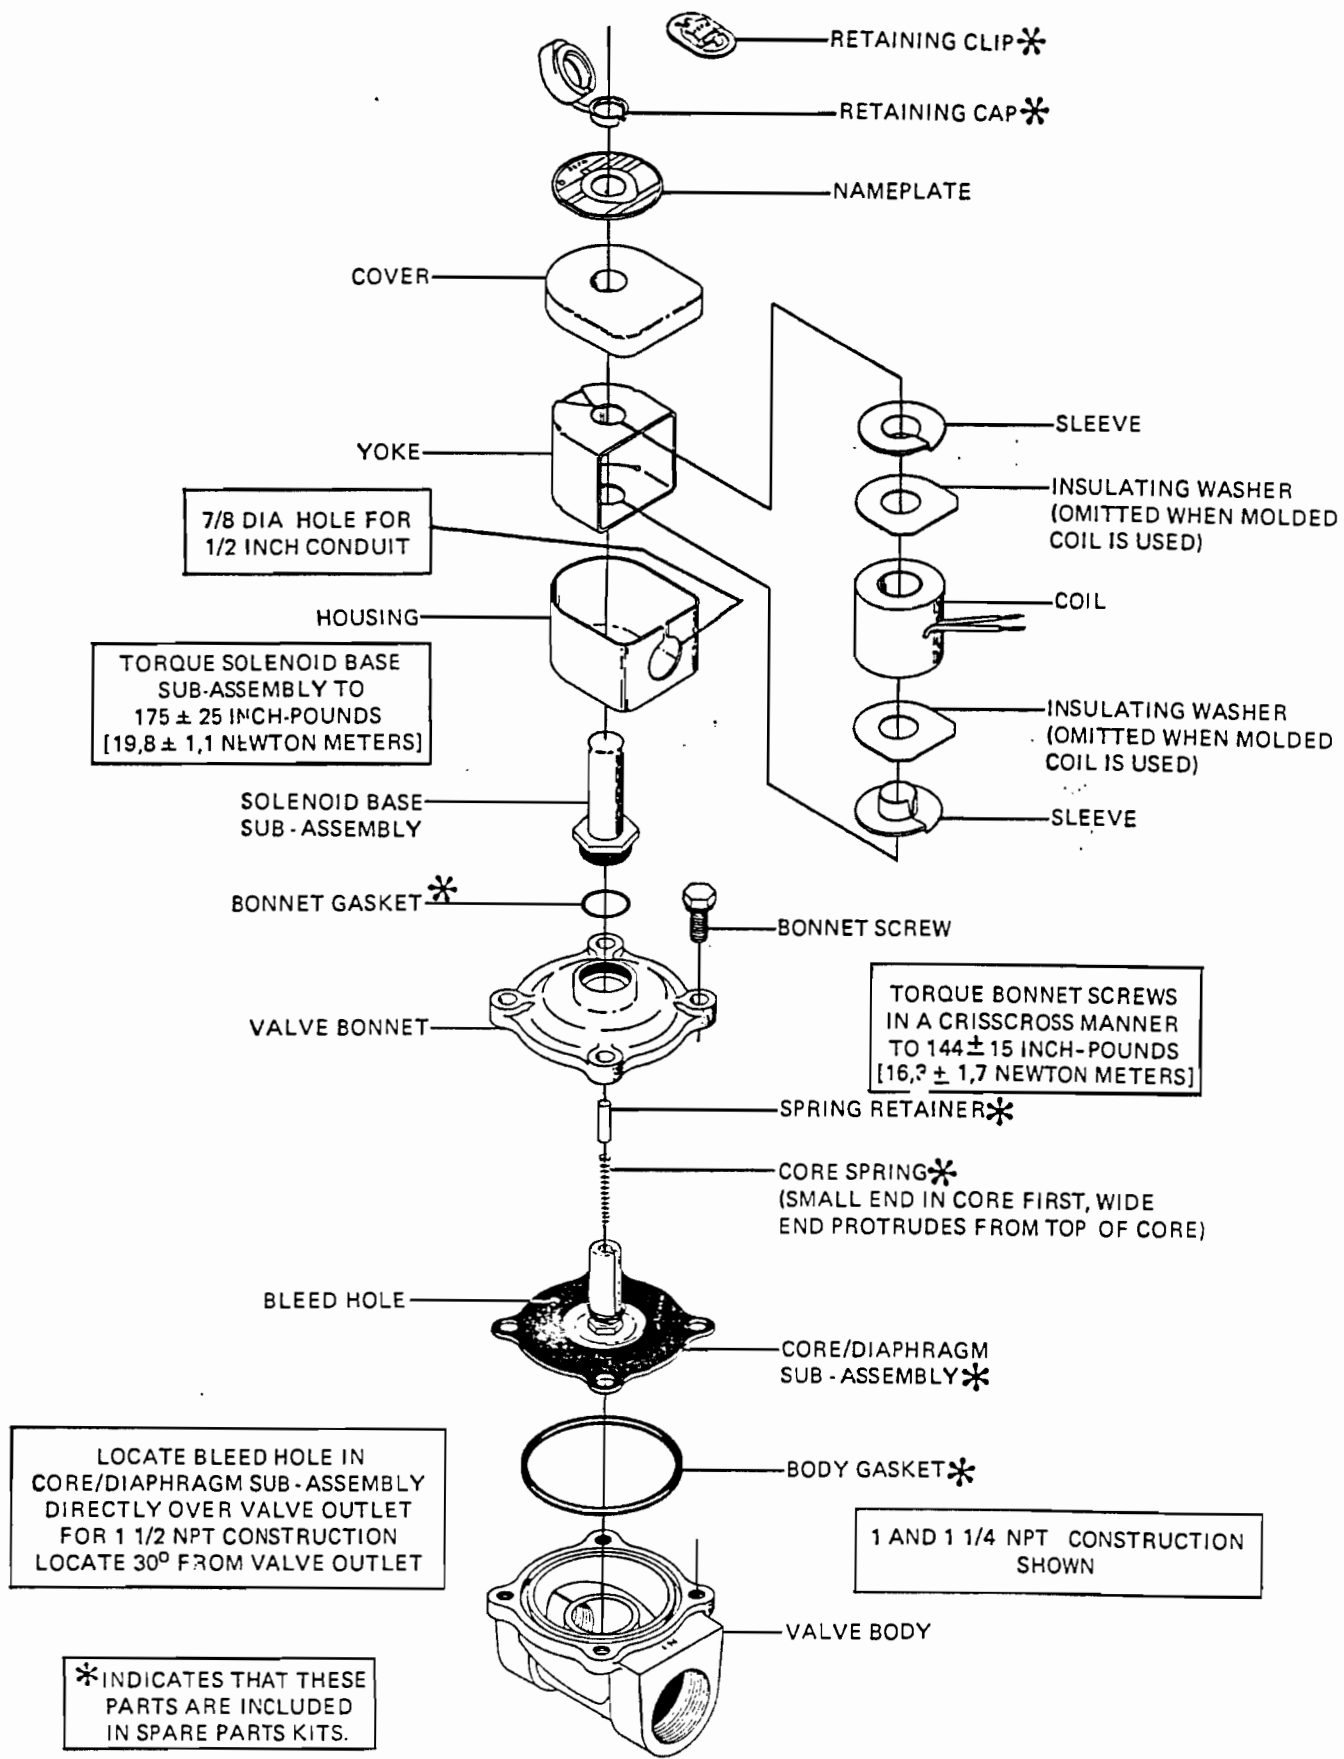 RETAINING CLIP*
RETAINING CAP*
NAMEPLATE
COVER
SLEEVE
YOKE
INSULATING WASHER
(OMITTED WHEN MOLDED
COIL IS USED)
7/8 DIA HOLE FOR
1/2 INCH CONDUIT
COIL
HOUSING
TORQUE SOLENOID BASE
SUB-ASSEMBLY TO
175 ± 25 INCH-POUNDS
[19,8 ± 1,1 NEWTON METERS]
INSULATING WASHER
(OMITTED WHEN MOLDED
COIL IS USED)
SOLENOID BASE
SUB-ASSEMBLY
SLEEVE
BONNET GASKET*
BONNET SCREW
VALVE BONNET
TORQUE BONNET SCREWS
IN A CRISSCROSS MANNER
TO 144 ± 15 INCH-POUNDS
± 1,7 NEWTON METERS]
SPRING RETAINER*
CORE SPRING*
(SMALL END IN CORE FIRST, WIDE
END PROTRUDES FROM TOP OF CORE)
BLEED HOLE
CORE/DIAPHRAGM
SUB-ASSEMBLY*
LOCATE BLEED HOLE IN
CORE/DIAPHRAGM SUB-ASSEMBLY
DIRECTLY OVER VALVE OUTLET
FOR 1 1/2 NPT CONSTRUCTION
LOCATE 30° FROM VALVE OUTLET
BODY GASKET*
1 AND 1 1/4 NPT CONSTRUCTION
SHOWN
IN
VALVE BODY
*INDICATES THAT THESE
PARTS ARE INCLUDED
IN SPARE PARTS KITS.